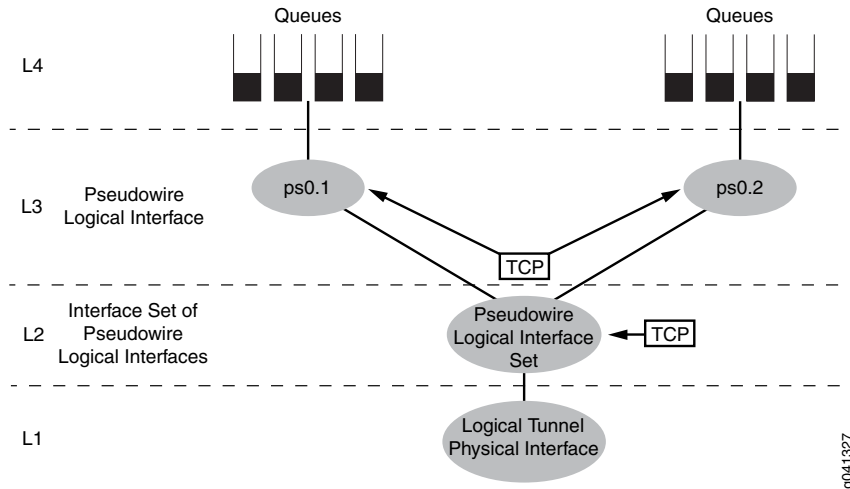 Queues
Queues
L4
L3
Pseudowire
Logical Interface
ps0.1
ps0.2
TCP
L2
Interface Set of
Pseudowire
Logical Interfaces
Pseudowire
Logical Interface
Set
TCP
L1
Logical Tunnel
Physical Interface
g041327